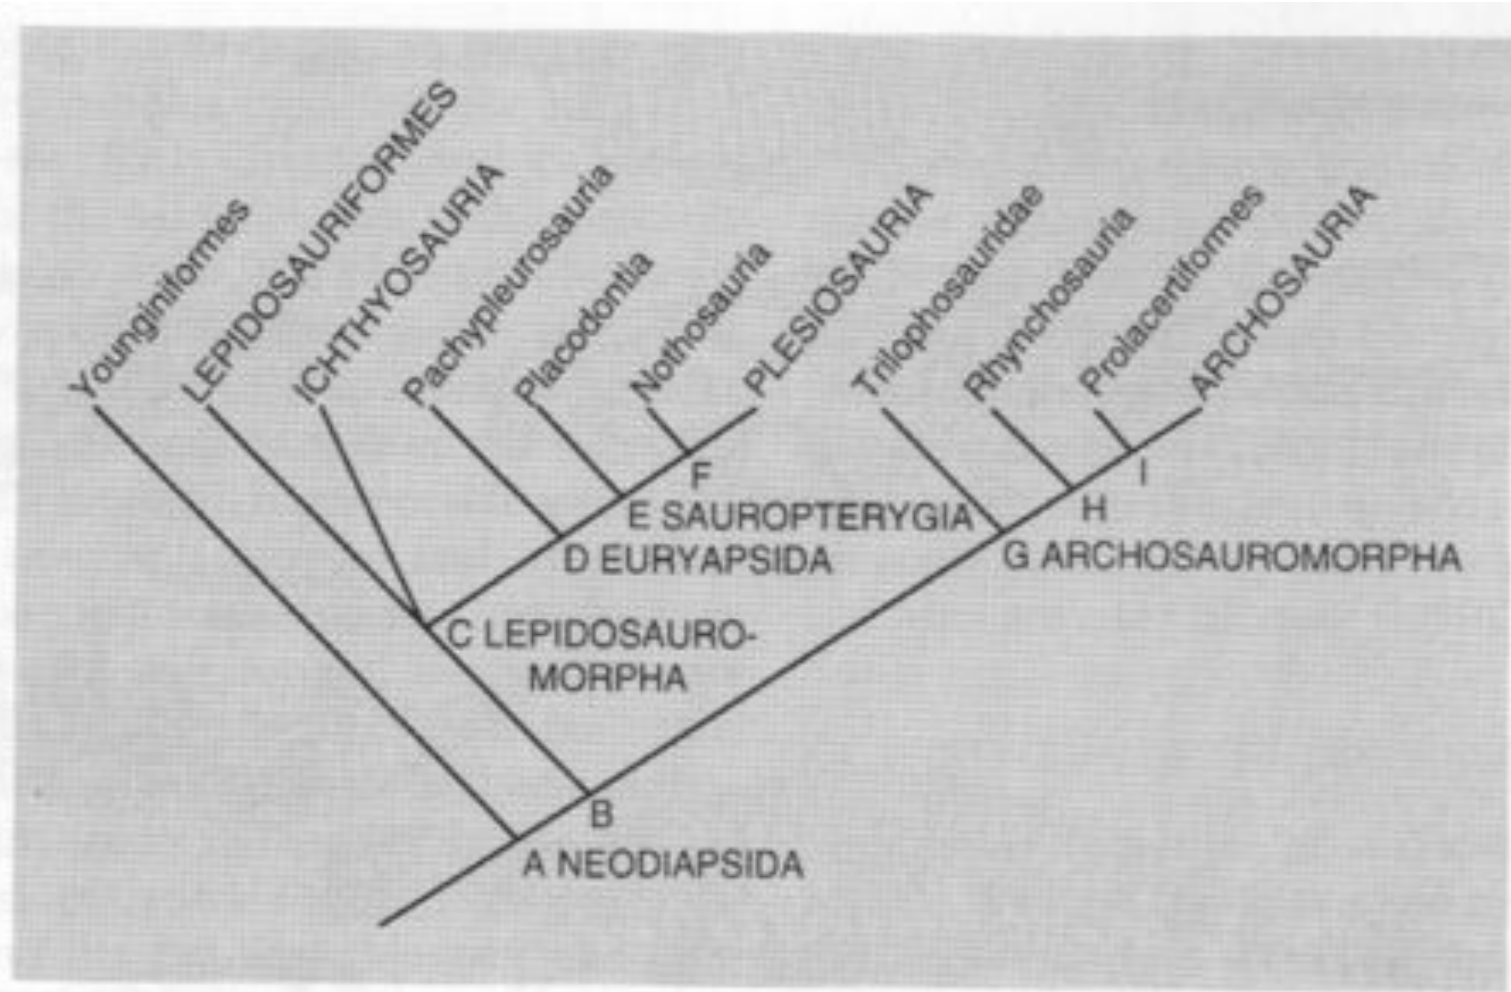 Younginiformes
LEPIDOSAURIFORMES
ICHTHYOSAURIA
Pachypleurosauria
Placodontia
Nothosauria
PLESIOSAURIA
Trilophosauridae
Rhynchosauria
Prolacertiformes
ARCHOSAURIA
F
I
E SAUROPTERYGIA
H
D EURYAPSIDA
G ARCHOSAUROMORPHA
C LEPIDOSAURO-
MORPHA
B
A NEODIAPSIDA